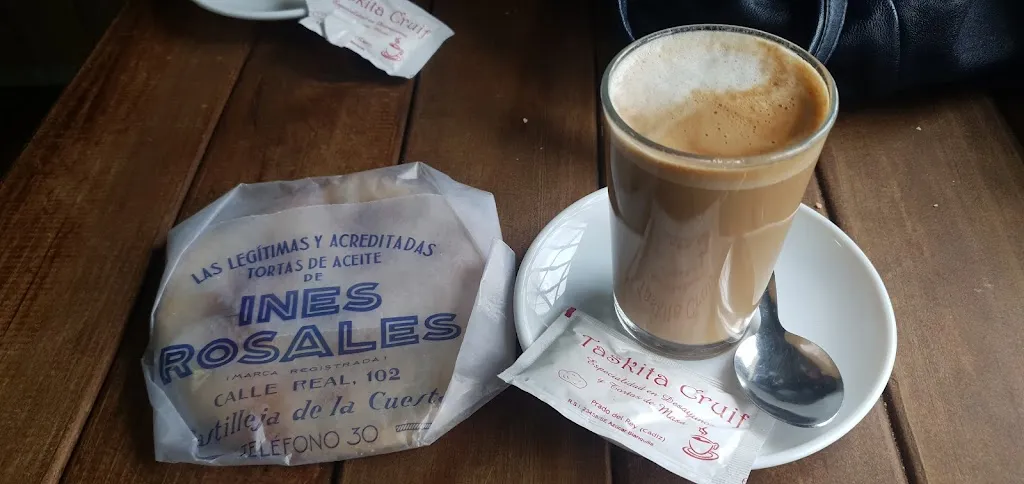 Taskita Cruif
LAS LEGÍTIMAS Y ACREDITADAS
TORTAS DE ACEITE
DE
INES
ROSALES
¡MARCA REGISTRADA!
CALLE REAL, 102
Castilleja de la Cuesta
TELÉFONO 30
Taskita Cruif
Especialidad en Desayunos
y Tortas de Masa
Prado del Rey (Cádiz)